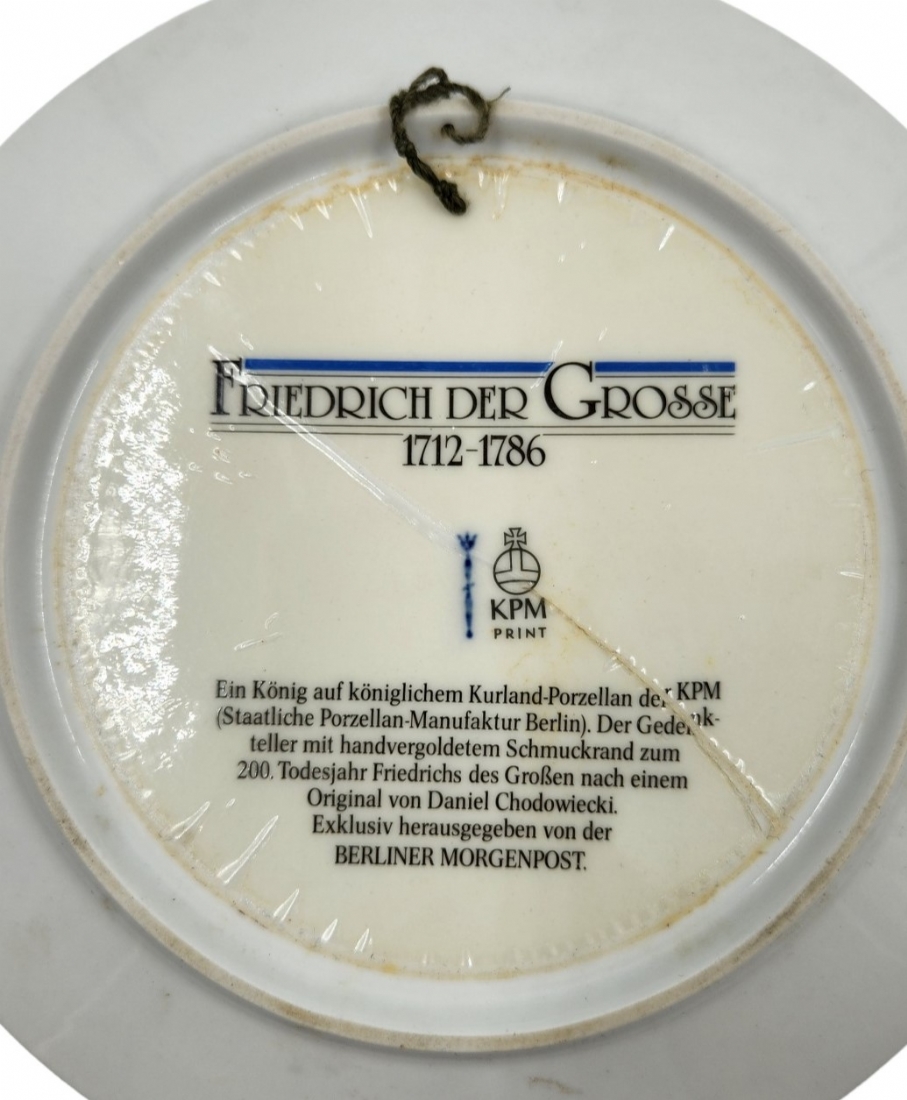 FRIEDRICH DER GROSSE
1712-1786
KPM
PRINT
Ein König auf königlichem Kurland-Porzellan der KPM
(Staatliche Porzellan-Manufaktur Berlin). Der Gedenk-
teller mit handvergoldetem Schmuckrand zum
200. Todesjahr Friedrichs des Großen nach einem
Original von Daniel Chodowiecki.
Exklusiv herausgegeben von der
BERLINER MORGENPOST.